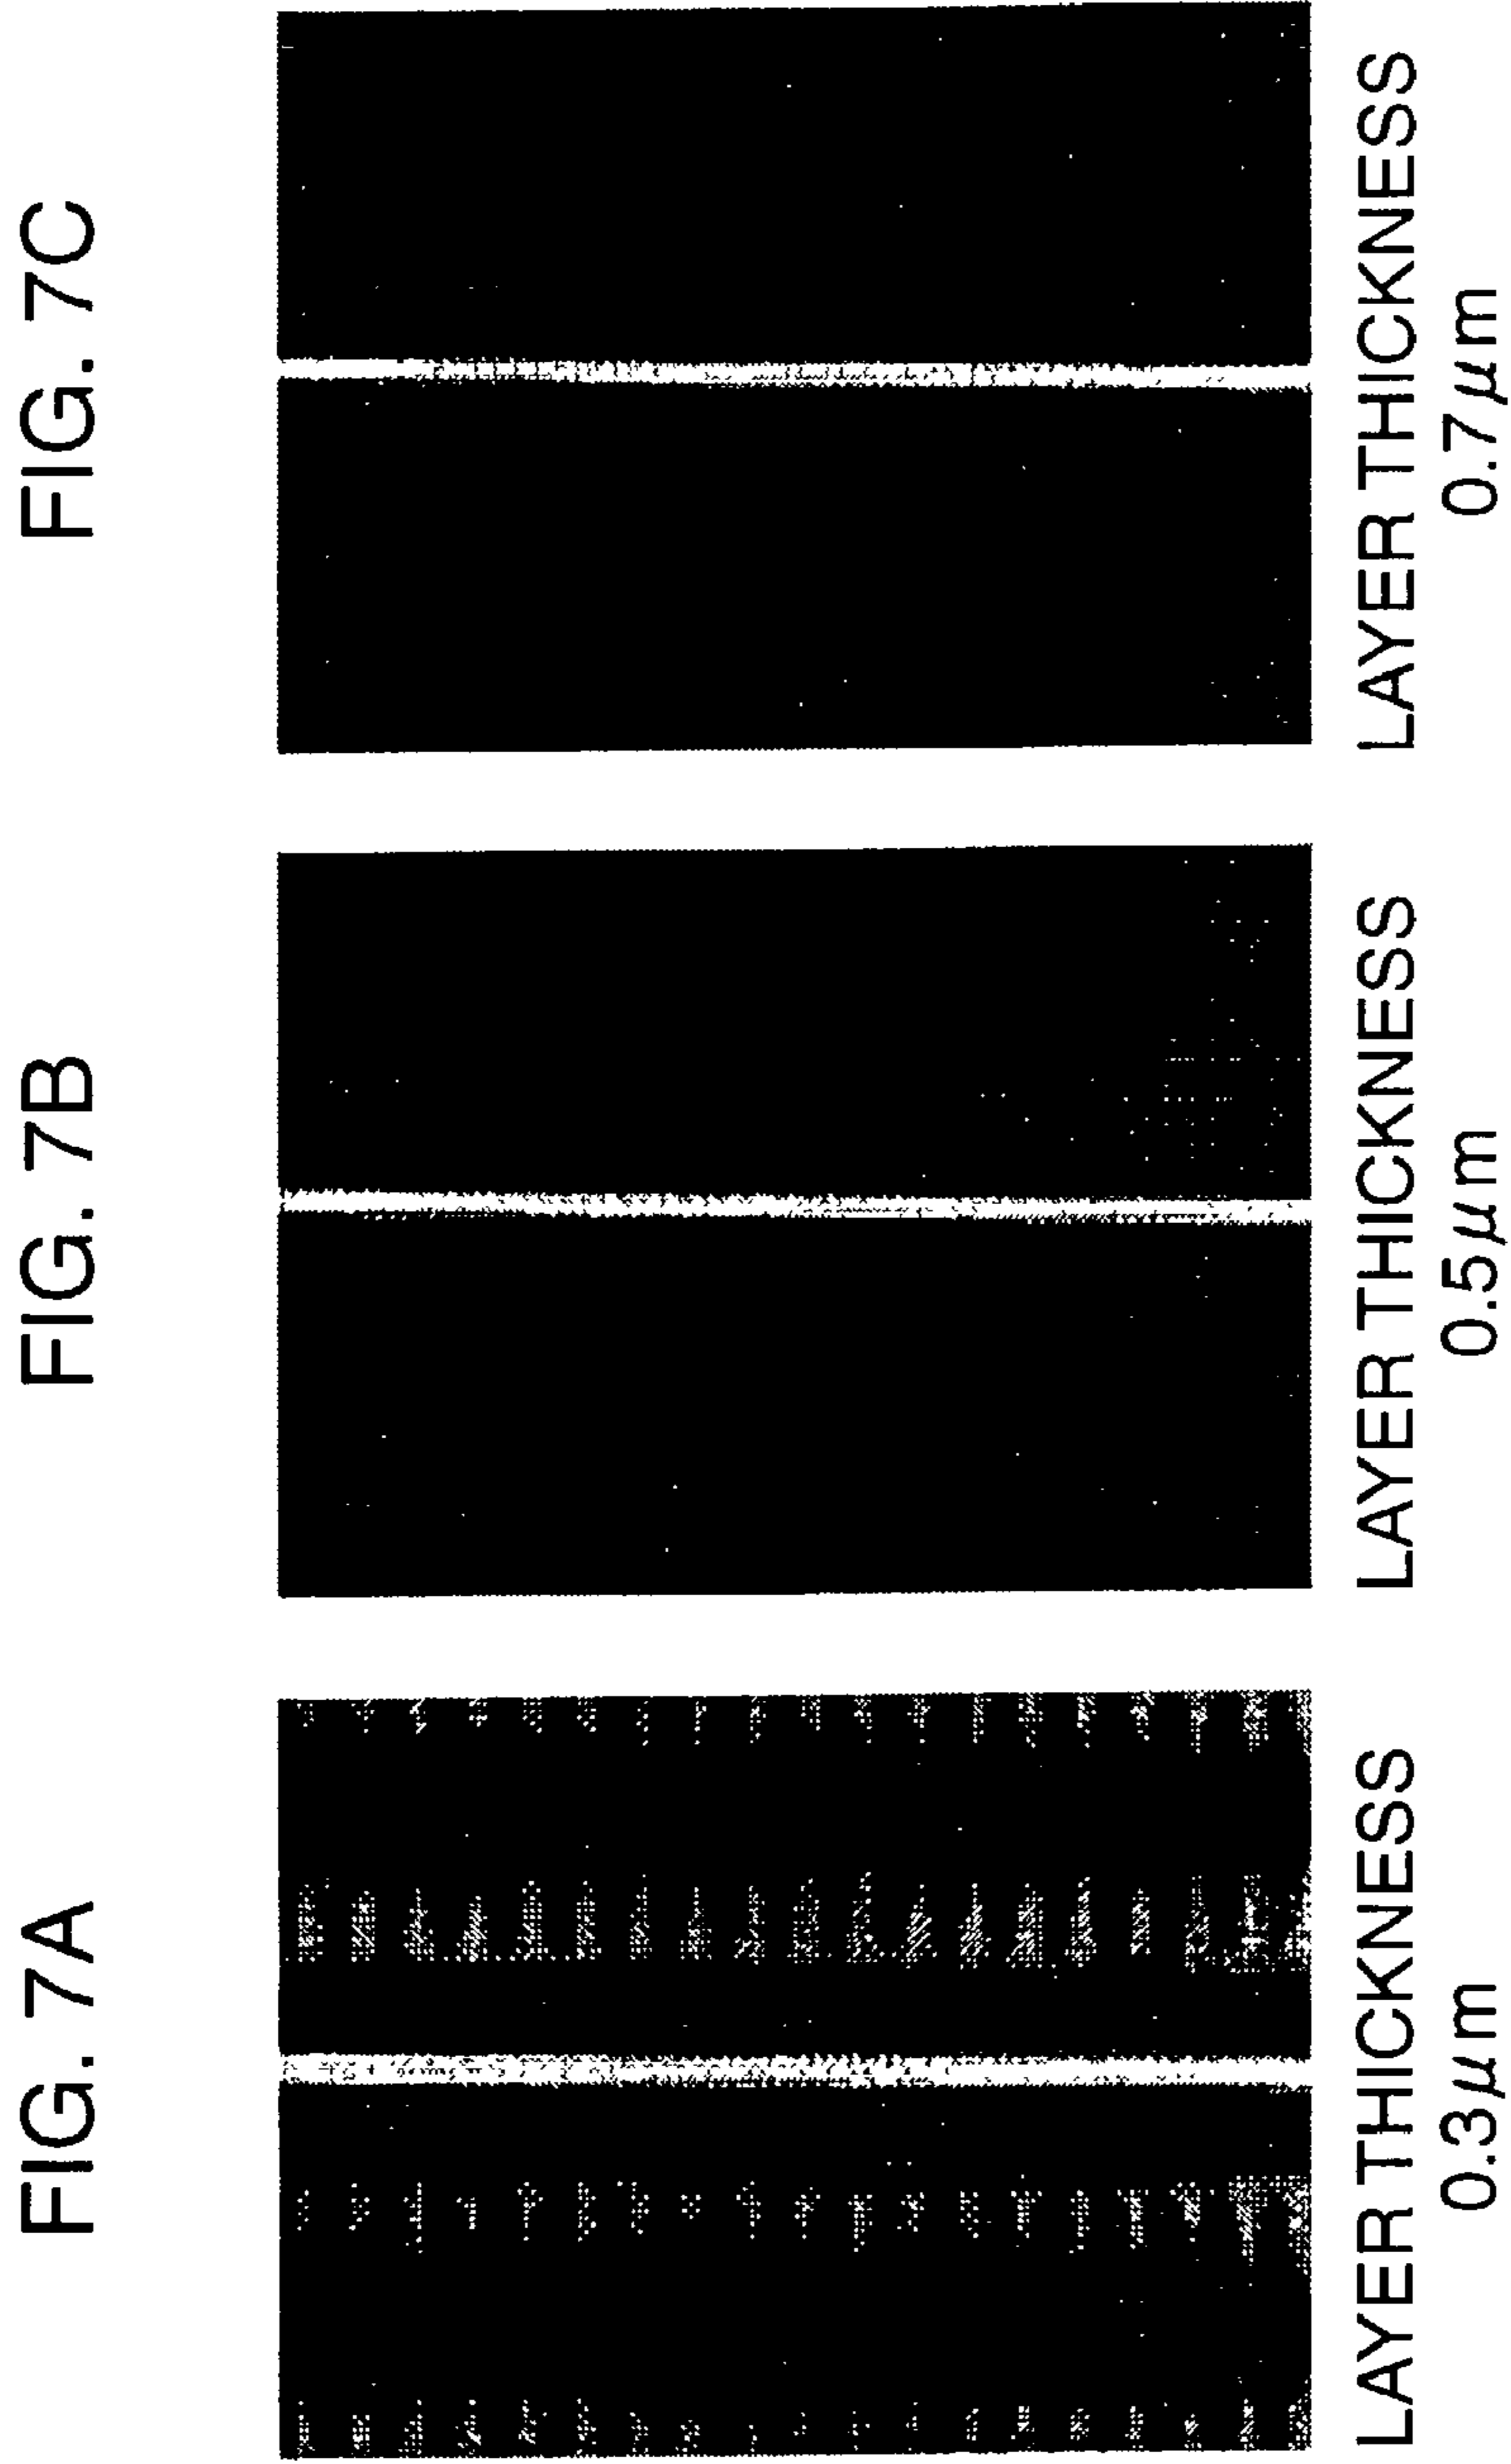 FIG. 7A
LAYER THICKNESS
0.3μm
FIG. 7B
LAYER THICKNESS
0.5μm
FIG. 7C
LAYER THICKNESS
0.7μm